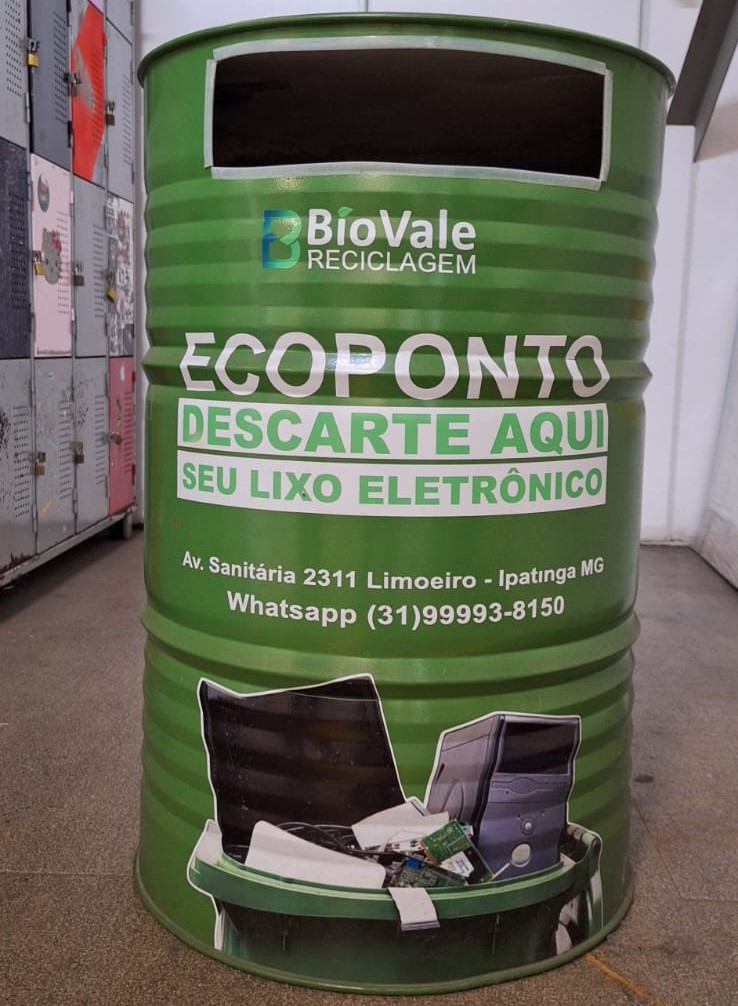 BioVale
RECICLAGEM
ECOPONTO
DESCARTE AQUI
SEU LIXO ELETRÔNICO
Av. Sanitária 2311 Limoeiro - Ipatinga MG
Whatsapp (31)99993-8150